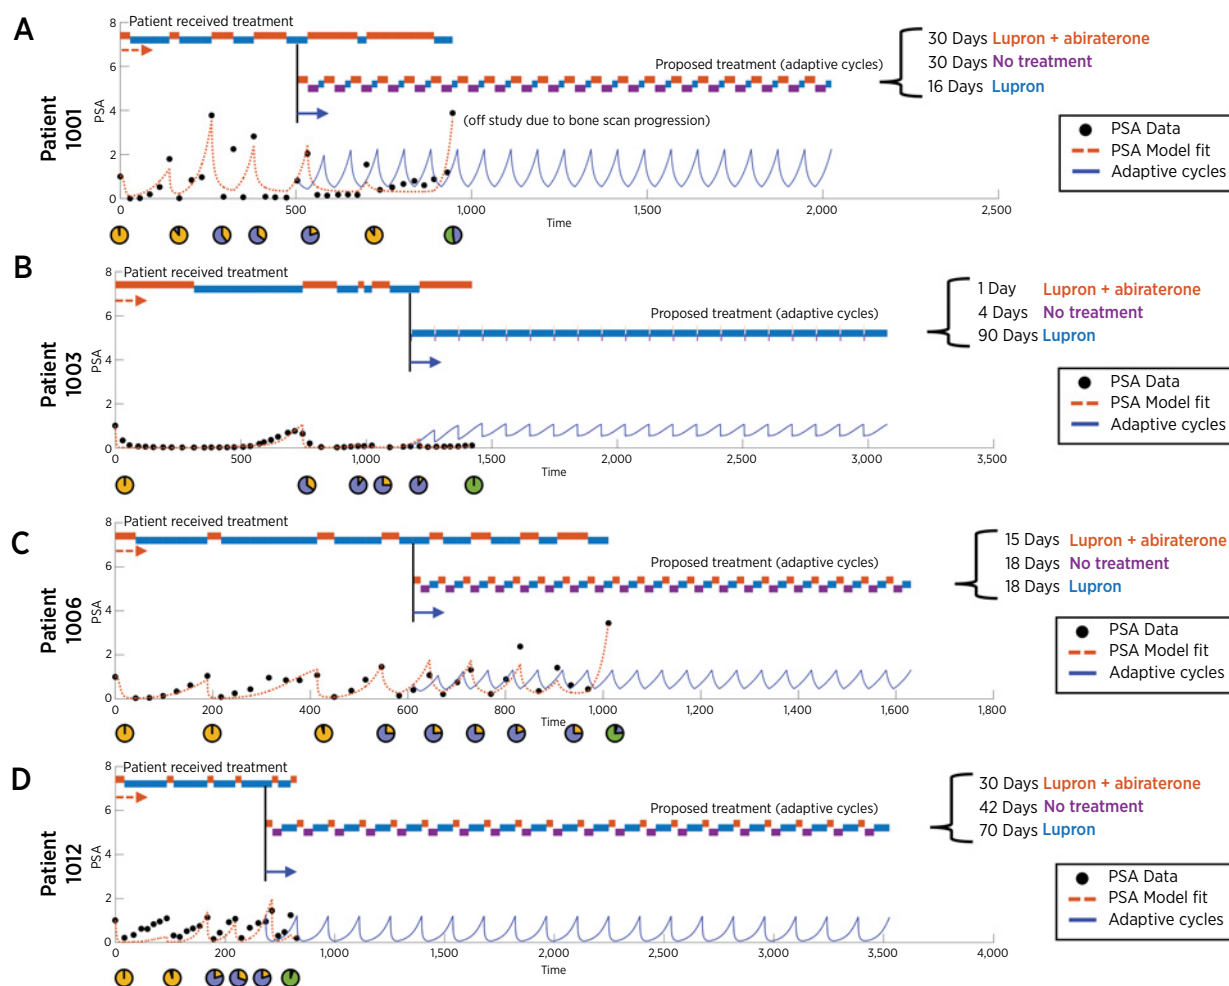 A
Patient 1001
PSA
8
6
4
2
0
Patient received treatment
Proposed treatment (adaptive cycles)
(off study due to bone scan progression)
30 Days Lupron + abiraterone
30 Days No treatment
16 Days Lupron
PSA Data
PSA Model fit
Adaptive cycles
0 500 1,000 1,500 2,000 2,500
Time
B
Patient 1003
PSA
8
6
4
2
0
Patient received treatment
Proposed treatment (adaptive cycles)
1 Day Lupron + abiraterone
4 Days No treatment
90 Days Lupron
PSA Data
PSA Model fit
Adaptive cycles
0 500 1,000 1,500 2,000 2,500 3,000 3,500
Time
C
Patient 1006
PSA
8
6
4
2
0
Patient received treatment
Proposed treatment (adaptive cycles)
15 Days Lupron + abiraterone
18 Days No treatment
18 Days Lupron
PSA Data
PSA Model fit
Adaptive cycles
0 200 400 600 800 1,000 1,200 1,400 1,600 1,800
Time
D
Patient 1012
PSA
8
6
4
2
0
Patient received treatment
Proposed treatment (adaptive cycles)
30 Days Lupron + abiraterone
42 Days No treatment
70 Days Lupron
PSA Data
PSA Model fit
Adaptive cycles
0 200 1,000 1,500 2,000 2,500 3,000 3,500 4,000
Time